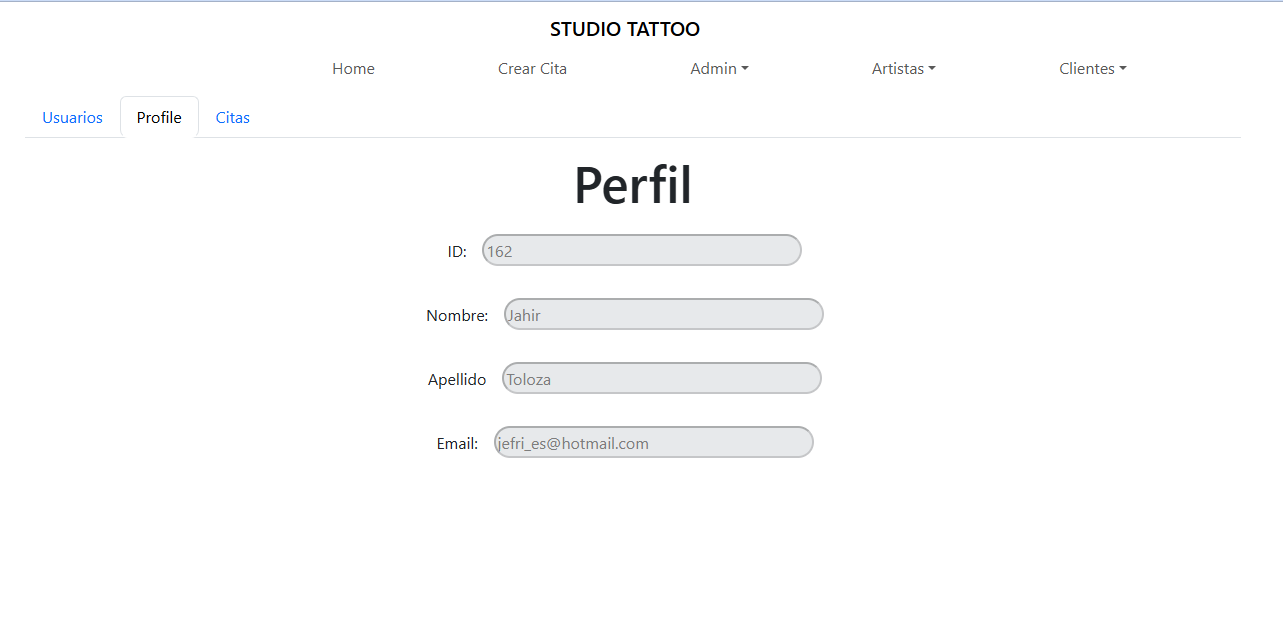 STUDIO TATTOO
Home Crear Cita Admin Artistas Clientes
Usuarios Profile Citas
Perfil
ID: 162
Nombre: Jahir
Apellido Toloza
Email: jefri_es@hotmail.com